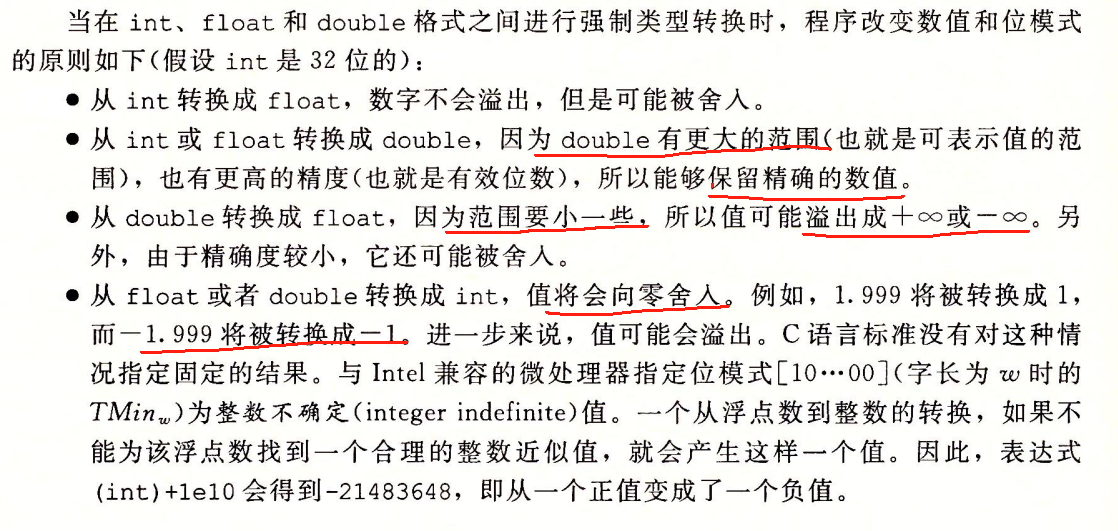 当在 int、float 和 double 格式之间进行强制类型转换时，程序改变数值和位模式
的原则如下(假设 int 是 32 位的)：
● 从 int 转换成 float，数字不会溢出，但是可能被舍入。
● 从 int 或 float 转换成 double，因为 double 有更大的范围(也就是可表示值的范
围)，也有更高的精度(也就是有效位数)，所以能够保留精确的数值。
● 从 double 转换成 float，因为范围要小一些，所以值可能溢出成＋∞或－∞。另
外，由于精确度较小，它还可能被舍入。
● 从 float 或者 double 转换成 int，值将会向零舍入。例如，1.999 将被转换成 1，
而－1.999 将被转换成－1。进一步来说，值可能会溢出。C 语言标准没有对这种情
况指定固定的结果。与 Intel 兼容的微处理器指定位模式[10…00](字长为 w 时的
TMinw)为整数不确定(integer indefinite)值。一个从浮点数到整数的转换，如果不
能为该浮点数找到一个合理的整数近似值，就会产生这样一个值。因此，表达式
(int)+1e10 会得到-21483648，即从一个正值变成了一个负值。